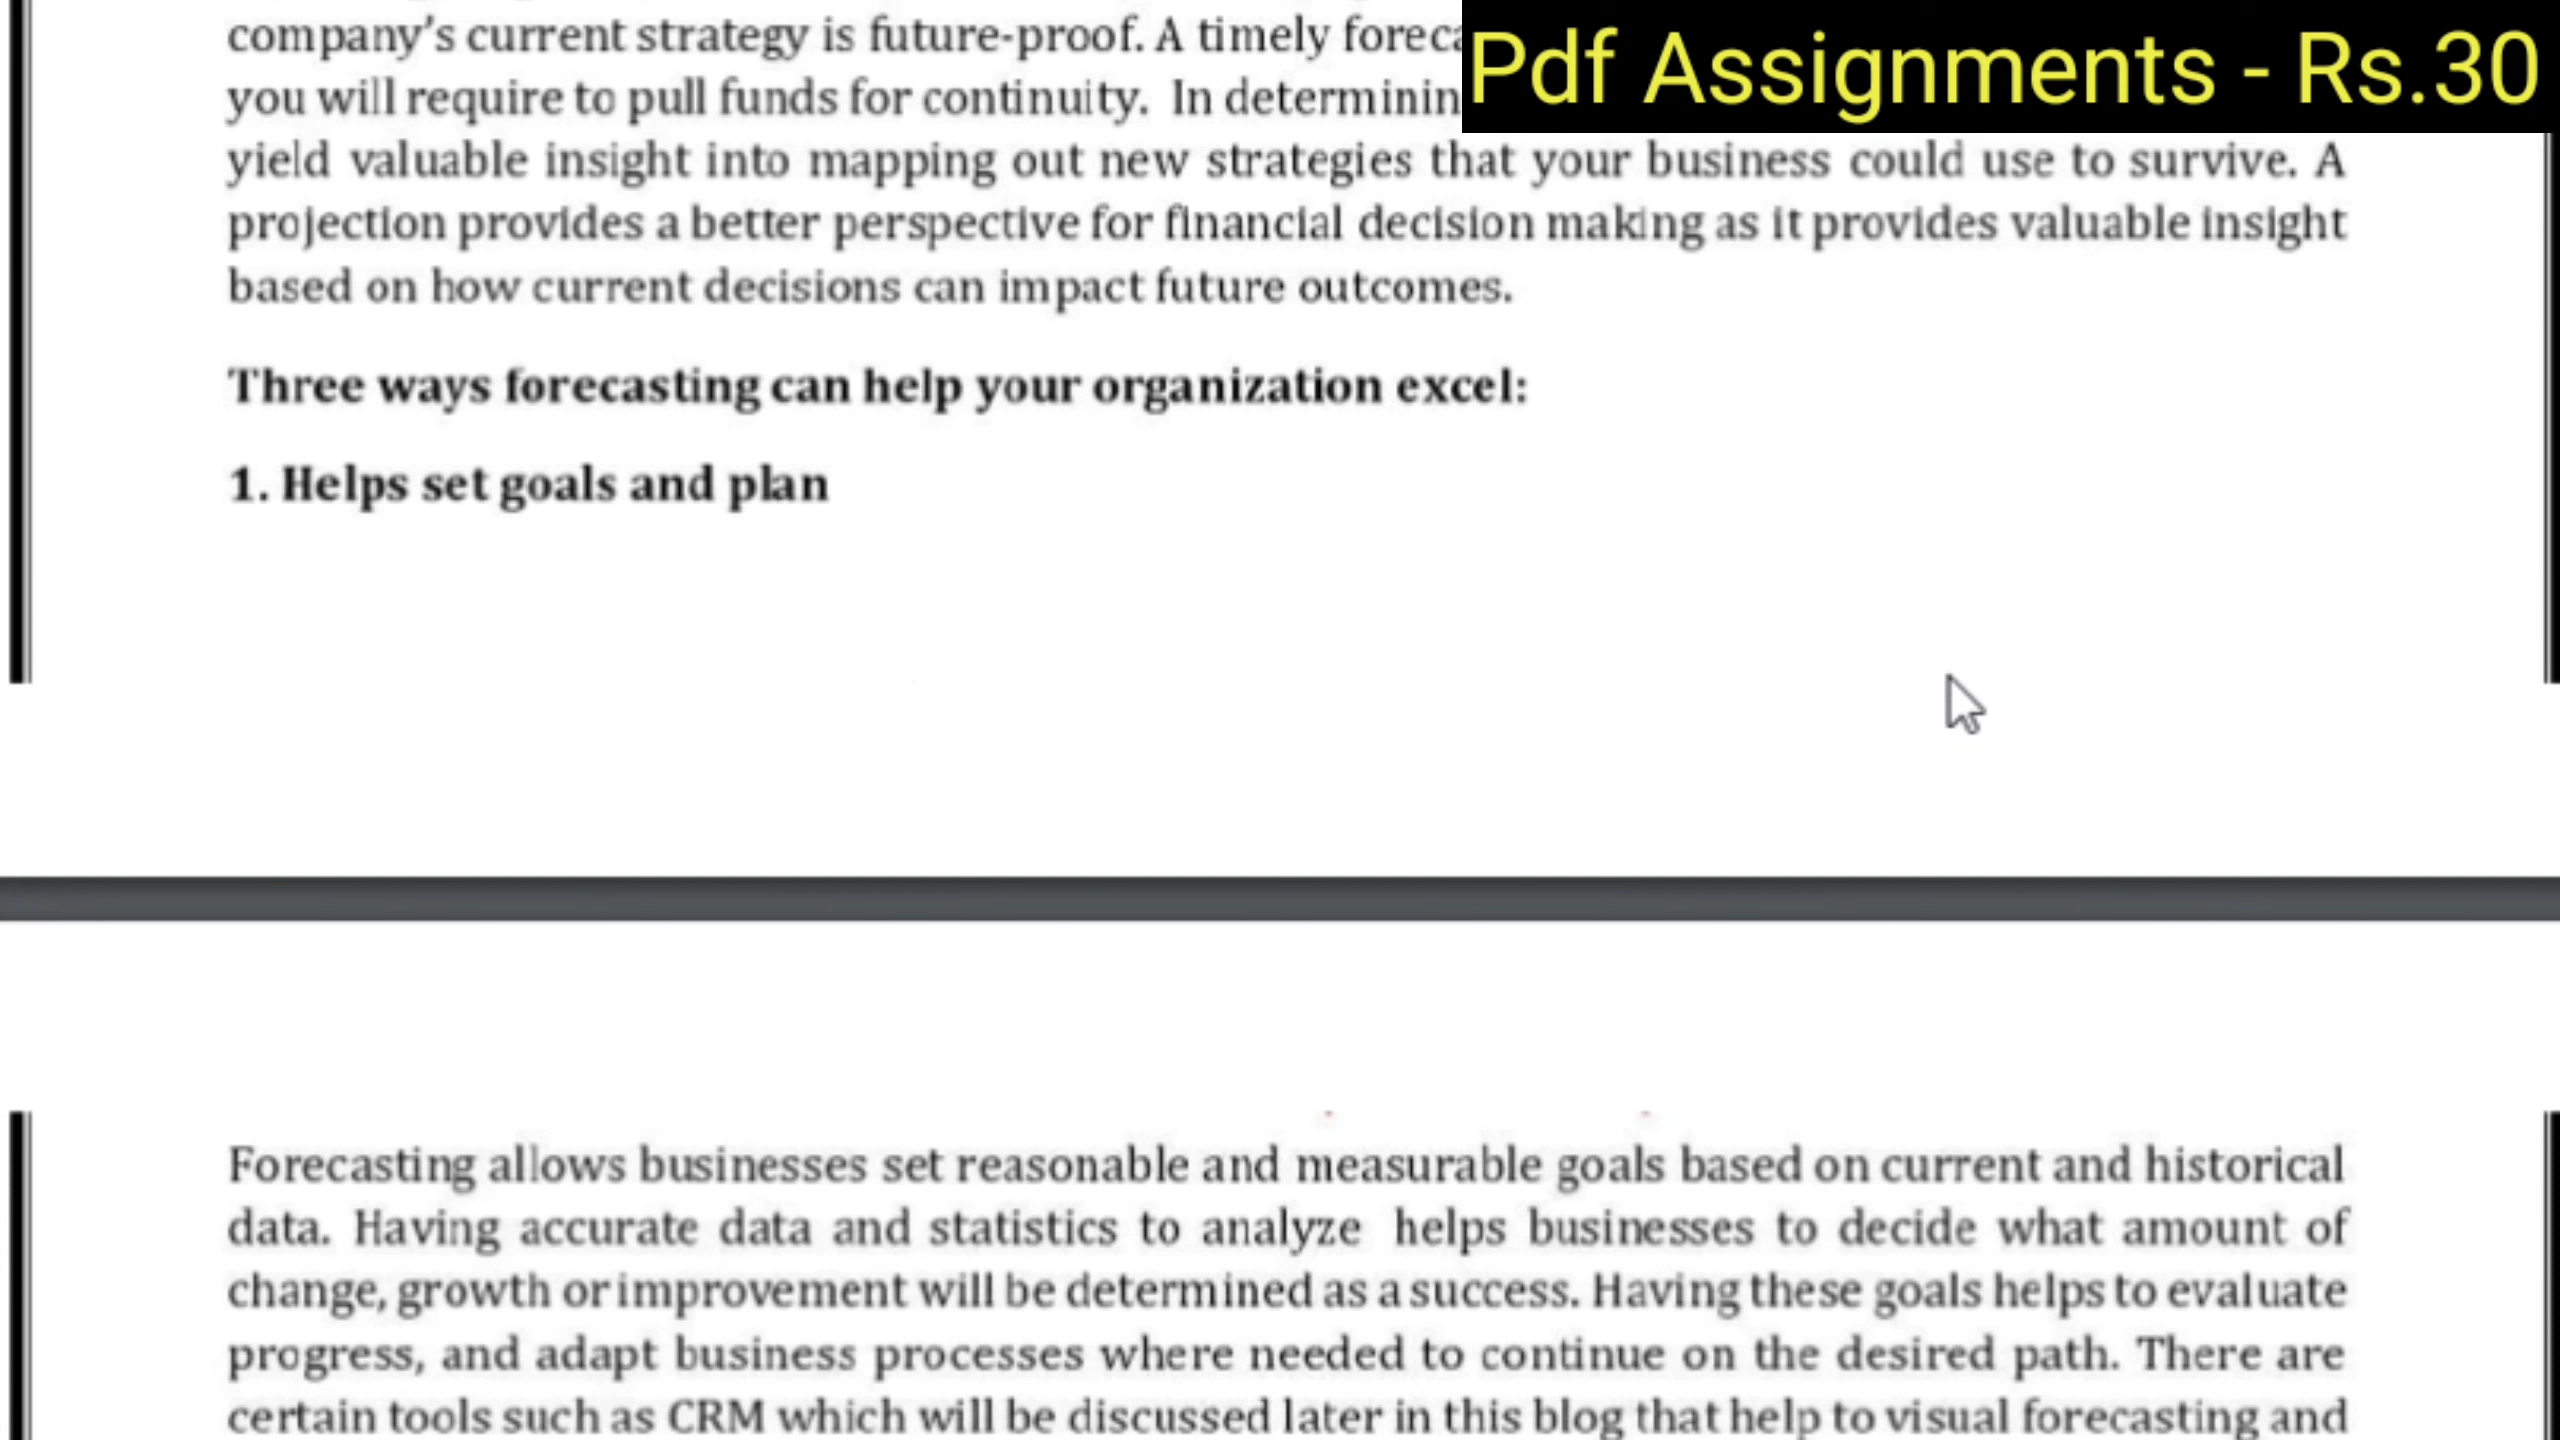 company’s current strategy is future-proof. A timely
Pdf Assignments - Rs.30
you will require to pull funds for continuity. In
yield valuable insight into mapping out new strategies that your business could use to survive. A
projection provides a better perspective for financial decision making as it provides valuable insight
based on how current decisions can impact future outcomes.
Three ways forecasting can help your organization excel:
1. Helps set goals and plan
Forecasting allows businesses set reasonable and measurable goals based on current and historical
data. Having accurate data and statistics to analyze helps businesses to decide what amount of
change, growth or improvement will be determined as a success. Having these goals helps to evaluate
progress, and adapt business processes where needed to continue on the desired path. There are
certain tools such as CRM which will be discussed later in this blog that help to visual forecasting and